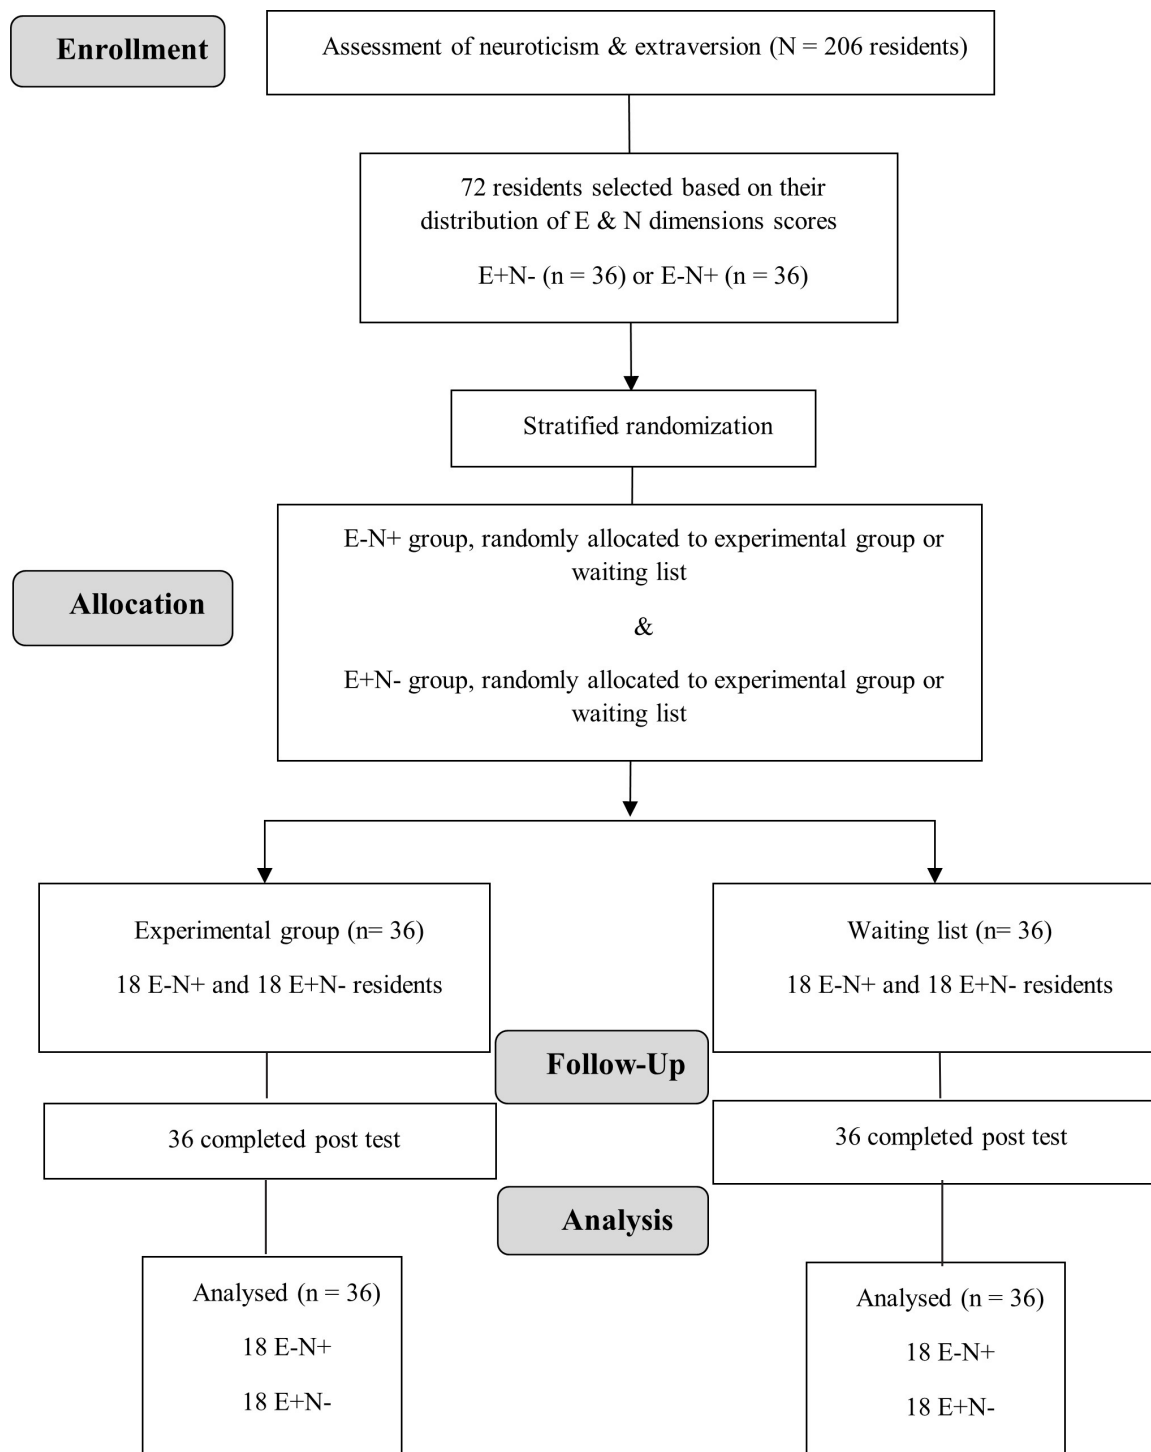 Enrollment
Assessment of neuroticism & extraversion (N = 206 residents)
72 residents selected based on their
distribution of E & N dimensions scores
E+N- (n = 36) or E-N+ (n = 36)
Stratified randomization
Allocation
E-N+ group, randomly allocated to experimental group or
waiting list
&
E+N- group, randomly allocated to experimental group or
waiting list
Experimental group (n= 36)
18 E-N+ and 18 E+N- residents
Waiting list (n= 36)
18 E-N+ and 18 E+N- residents
Follow-Up
36 completed post test
36 completed post test
Analysis
Analysed (n = 36)
18 E-N+
18 E+N-
Analysed (n = 36)
18 E-N+
18 E+N-